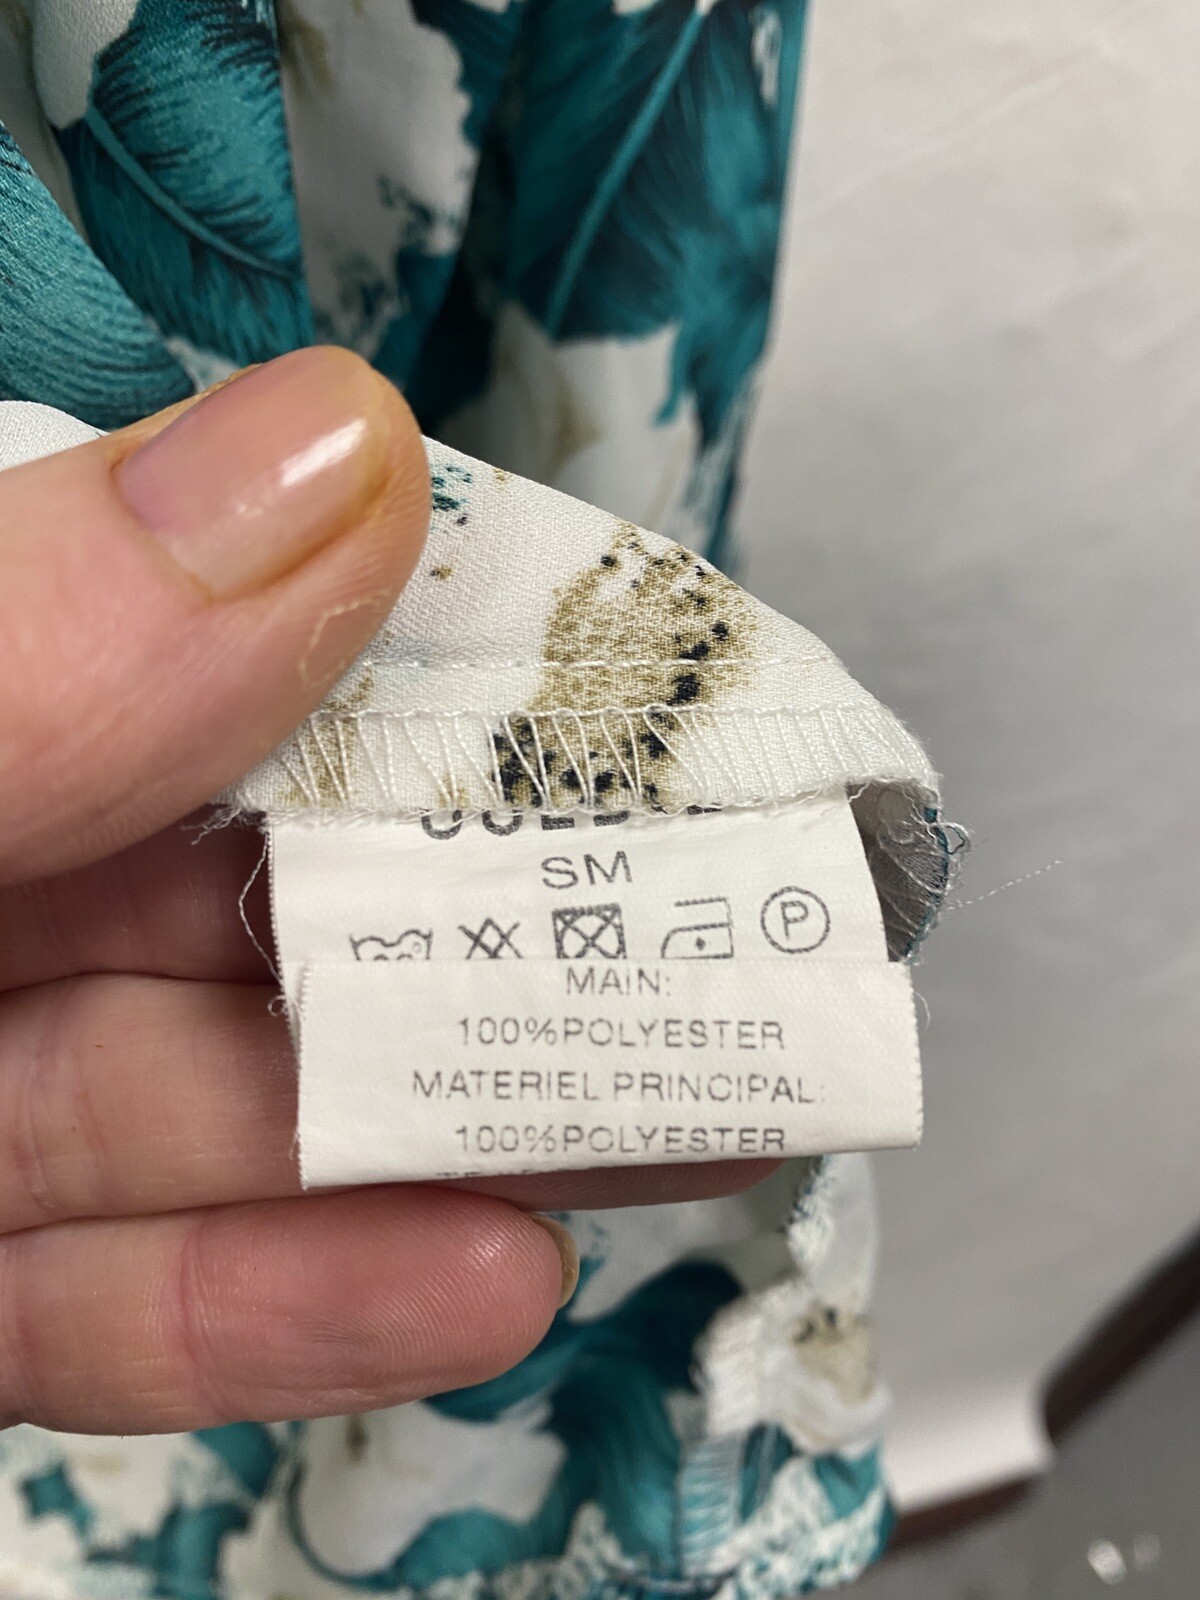 SM
P
MAIN:
100%POLYESTER
MATERIEL PRINCIPAL:
100%POLYESTER